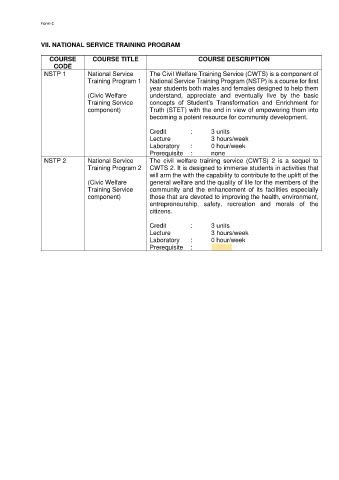 Form C
VII. NATIONAL SERVICE TRAINING PROGRAM
COURSE CODE
COURSE TITLE
COURSE DESCRIPTION
NSTP 1
National Service
Training Program 1
(Civic Welfare
Training Service
component)
The Civil Welfare Training Service (CWTS) is a component of
National Service Training Program (NSTP) is a course for first
year students both males and females designed to help them
understand, appreciate and eventually live by the basic
concepts of Student's Transformation and Enrichment for
Truth (STET) with the end in view of empowering them into
becoming a potent resource for community development.
Credit : 3 units
Lecture 3 hours/week
Laboratory : 0 hour/week
Prerequisite : none
NSTP 2
National Service
Training Program 2
(Civic Welfare
Training Service
component)
The civil welfare training service (CWTS) 2 is a sequel to
CWTS 2. It is designed to immerse students in activities that
will arm the with the capability to contribute to the uplift of the
general welfare and the quality of life for the members of the
community and the enhancement of its facilities especially
those that are devoted to improving the health, environment,
entrepreneurship, safety, recreation and morals of the
citizens.
Credit : 3 units
Lecture 3 hours/week
Laboratory : 0 hour/week
Prerequisite :